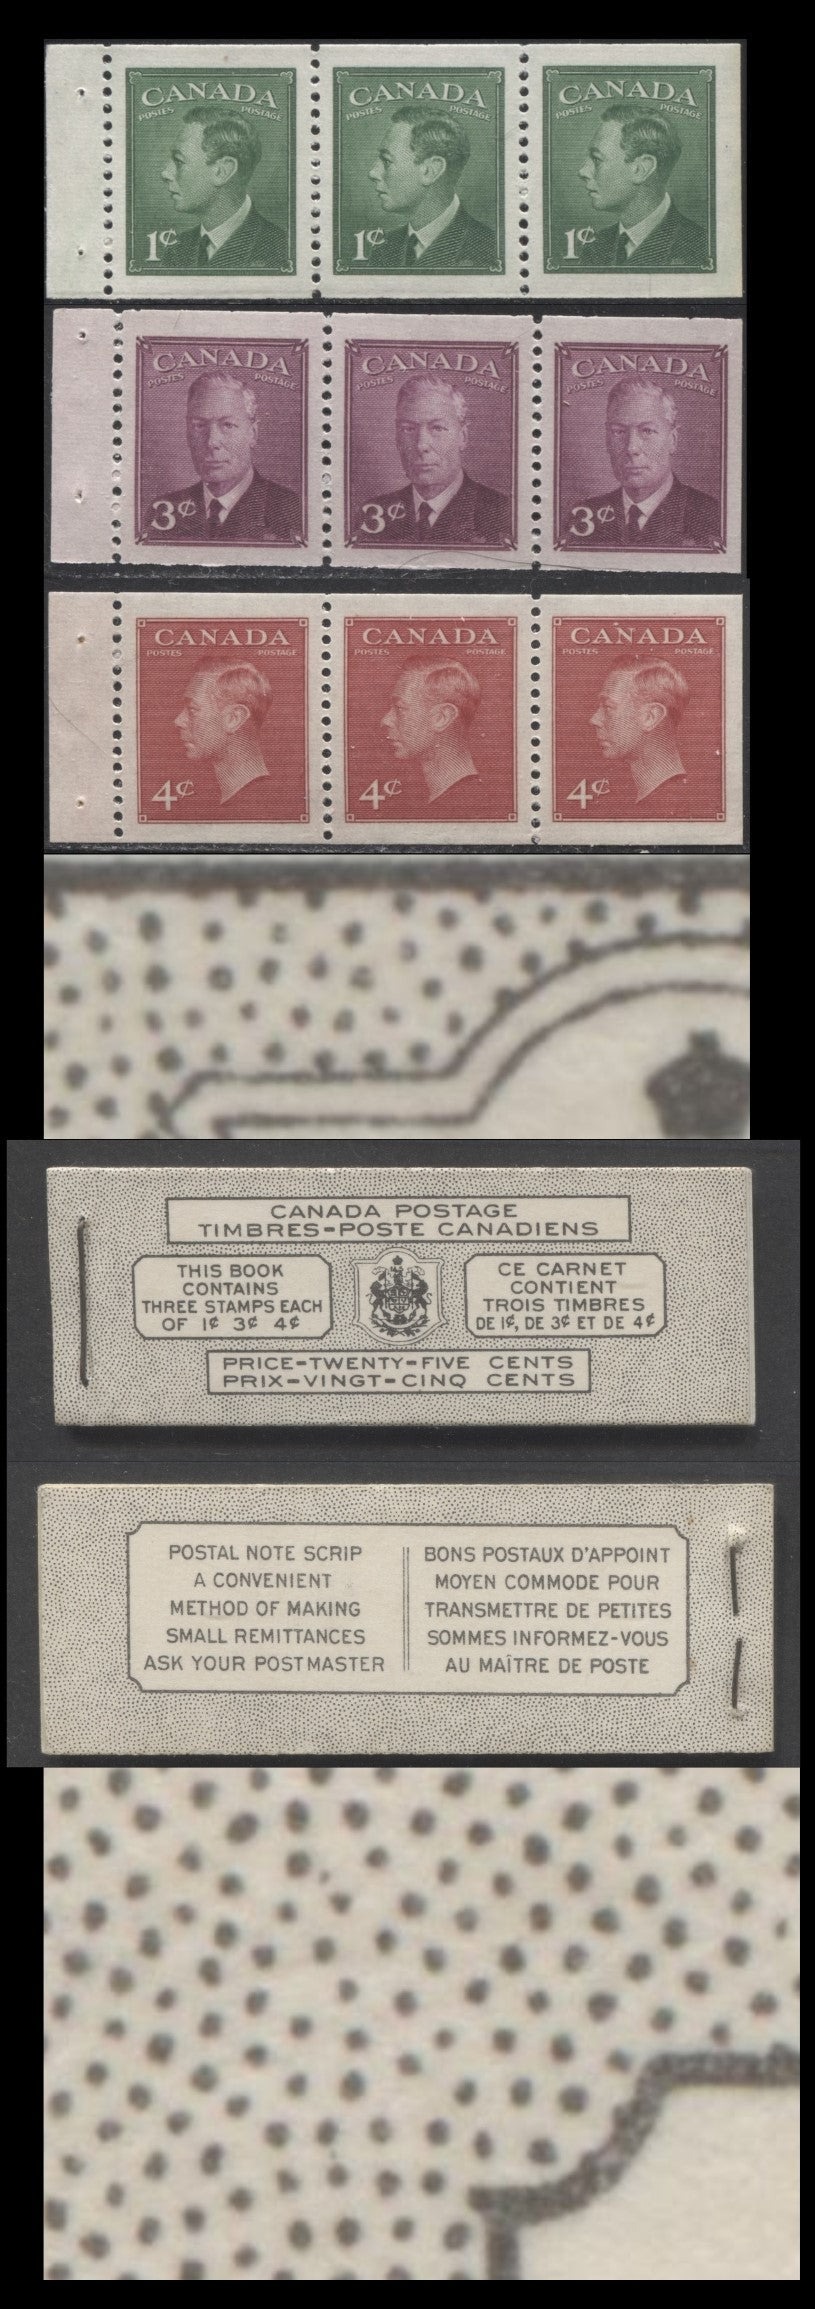 CANADA CANADA CANADA
POSTES POSTAGE POSTES POSTAGE POSTES POSTAGE
1¢ 1¢ 1¢
CANADA CANADA CANADA
POSTES POSTAGE POSTES POSTAGE POSTES POSTAGE
3¢ 3¢ 3¢
CANADA CANADA CANADA
POSTES POSTAGE POSTES POSTAGE POSTES POSTAGE
4¢ 4¢ 4¢
CANADA POSTAGE
TIMBRES-POSTE CANADIENS
THIS BOOK
CONTAINS
THREE STAMPS EACH
OF 1¢ 3¢ 4¢
CE CARNET
CONTIENT
TROIS TIMBRES
DE 1¢, DE 3¢ ET DE 4¢
PRICE-TWENTY-FIVE CENTS
PRIX-VINGT-CINQ CENTS
POSTAL NOTE SCRIP
A CONVENIENT
METHOD OF MAKING
SMALL REMITTANCES
ASK YOUR POSTMASTER
BONS POSTAUX D'APPOINT
MOYEN COMMODE POUR
TRANSMETTRE DE PETITES
SOMMES INFORMEZ-VOUS
AU MAÎTRE DE POSTE